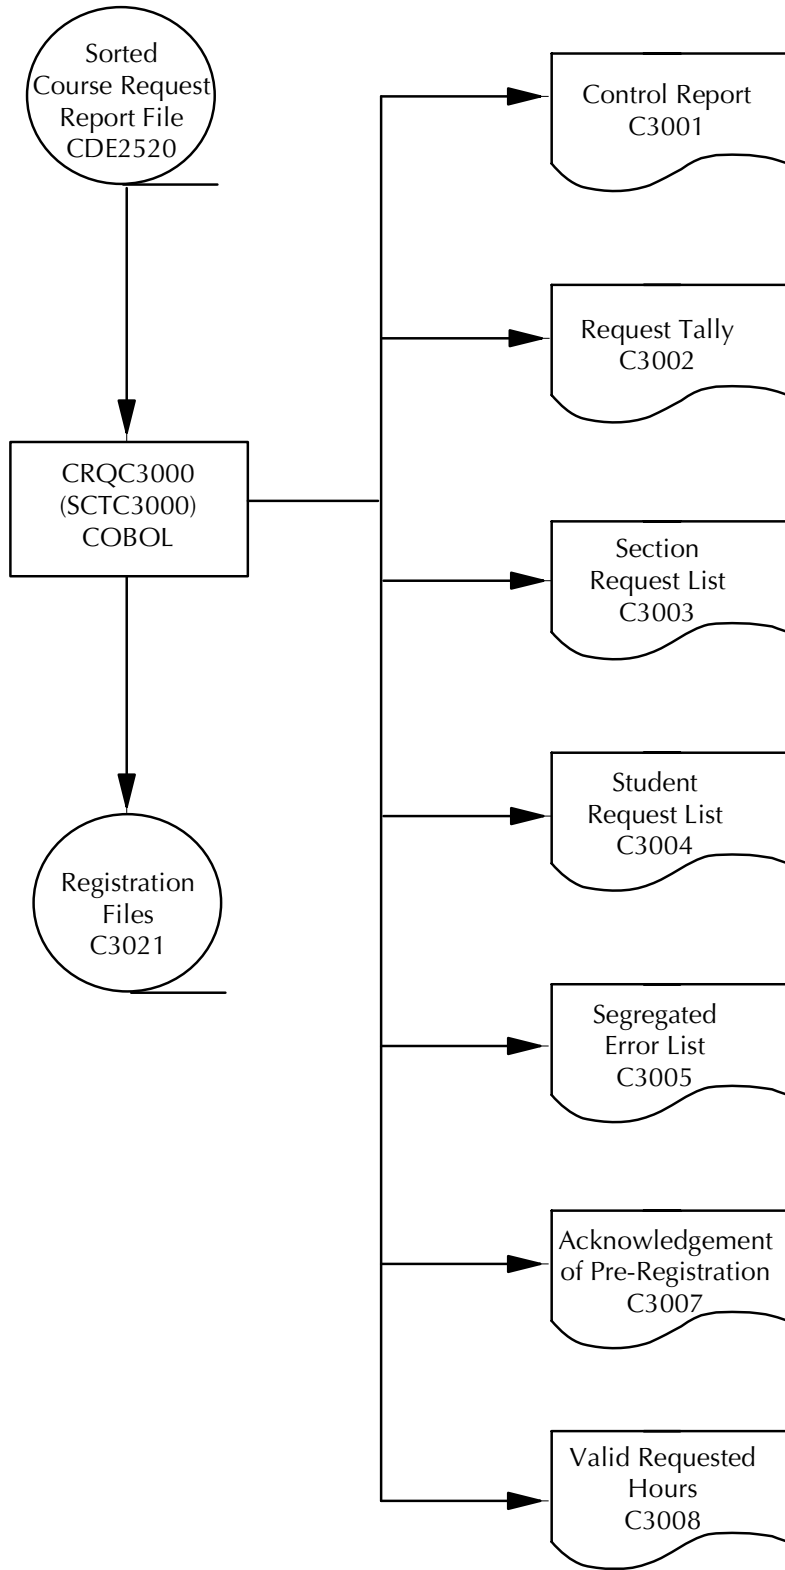 Sorted
Course Request
Report File
CDE2520
CRQC3000
(SCTC3000)
COBOL
Registration
Files
C3021
Control Report
C3001
Request Tally
C3002
Section
Request List
C3003
Student
Request List
C3004
Segregated
Error List
C3005
Acknowledgement
of Pre-Registration
C3007
Valid Requested
Hours
C3008